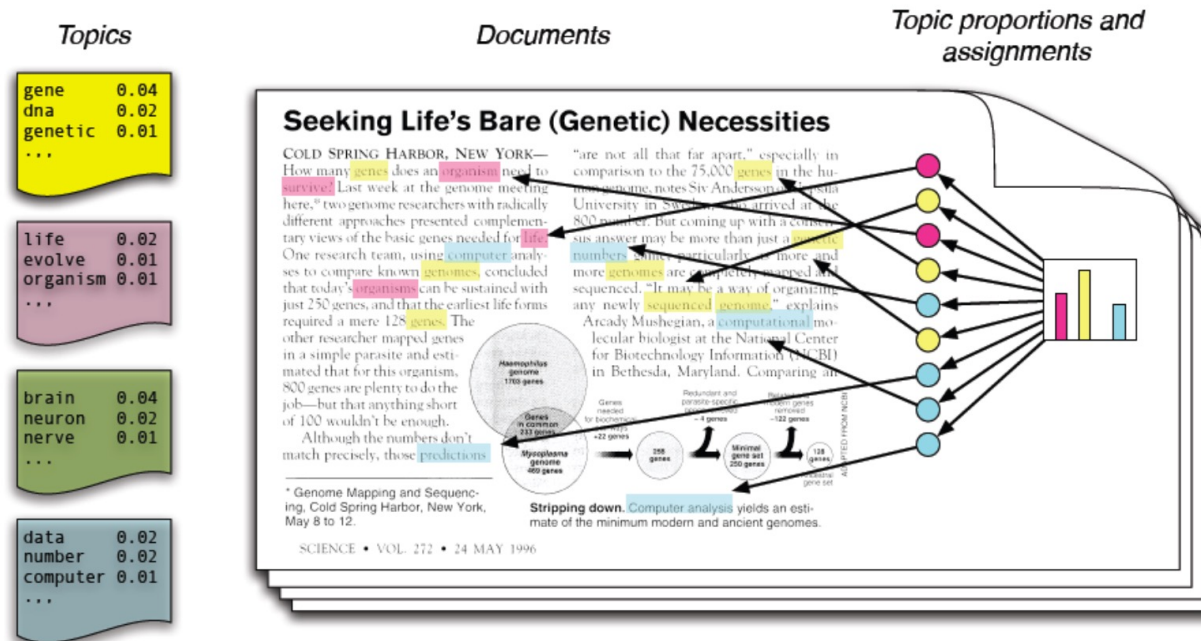 Topics
Documents
Topic proportions and
assignments
gene 0.04
dna 0.02
genetic 0.01
...
life 0.02
evolve 0.01
organism 0.01
...
brain 0.04
neuron 0.02
nerve 0.01
...
data 0.02
number 0.02
computer 0.01
...
Seeking Life's Bare (Genetic) Necessities
COLD SPRING HARBOR, NEW YORK—
How many genes does an organism need to
survive? Last week at the genome meeting
here,* two genome researchers with radically
different approaches presented complemen-
tary views of the basic genes needed for life.
One research team, using computer analy-
ses to compare known genomes, concluded
that today's organisms can be sustained with
just 250 genes, and that the earliest life forms
required a mere 128 genes. The
other researcher mapped genes
in a simple parasite and esti-
mated that for this organism,
800 genes are plenty to do the
job—but that anything short
of 100 wouldn't be enough.
Although the numbers don't
match precisely, those predictions
* Genome Mapping and Sequenc-
ing, Cold Spring Harbor, New York,
May 8 to 12.
"are not all that far apart," especially in
comparison to the 75,000 genes in the hu-
man genome, notes Siv Andersson of Uppsala
University in Sweden, who arrived at the
800 number. But coming up with a consen-
sus answer may be more than just a genetic
numbers game, particularly as more and
more genomes are completely mapped and
sequenced. "It may be a way of organizing
any newly sequenced genome," explains
Arcady Mushegian, a computational mo-
lecular biologist at the National Center
for Biotechnology Information (NCBI)
in Bethesda, Maryland. Comparing an
Haemophilus
genome
1703 genes
Genes
in common
233 genes
Mycoplasma
genome
469 genes
Genes
needed
for biochemical
+22 genes
256
genes
Redundant and
parasite-specific
– 4 genes
Minimal
gene set
250 genes
genes
removed
–122 genes
128
genes
gene set
ADAPTED FROM NCBI
Stripping down. Computer analysis yields an esti-
mate of the minimum modern and ancient genomes.
SCIENCE • VOL. 272 • 24 MAY 1996